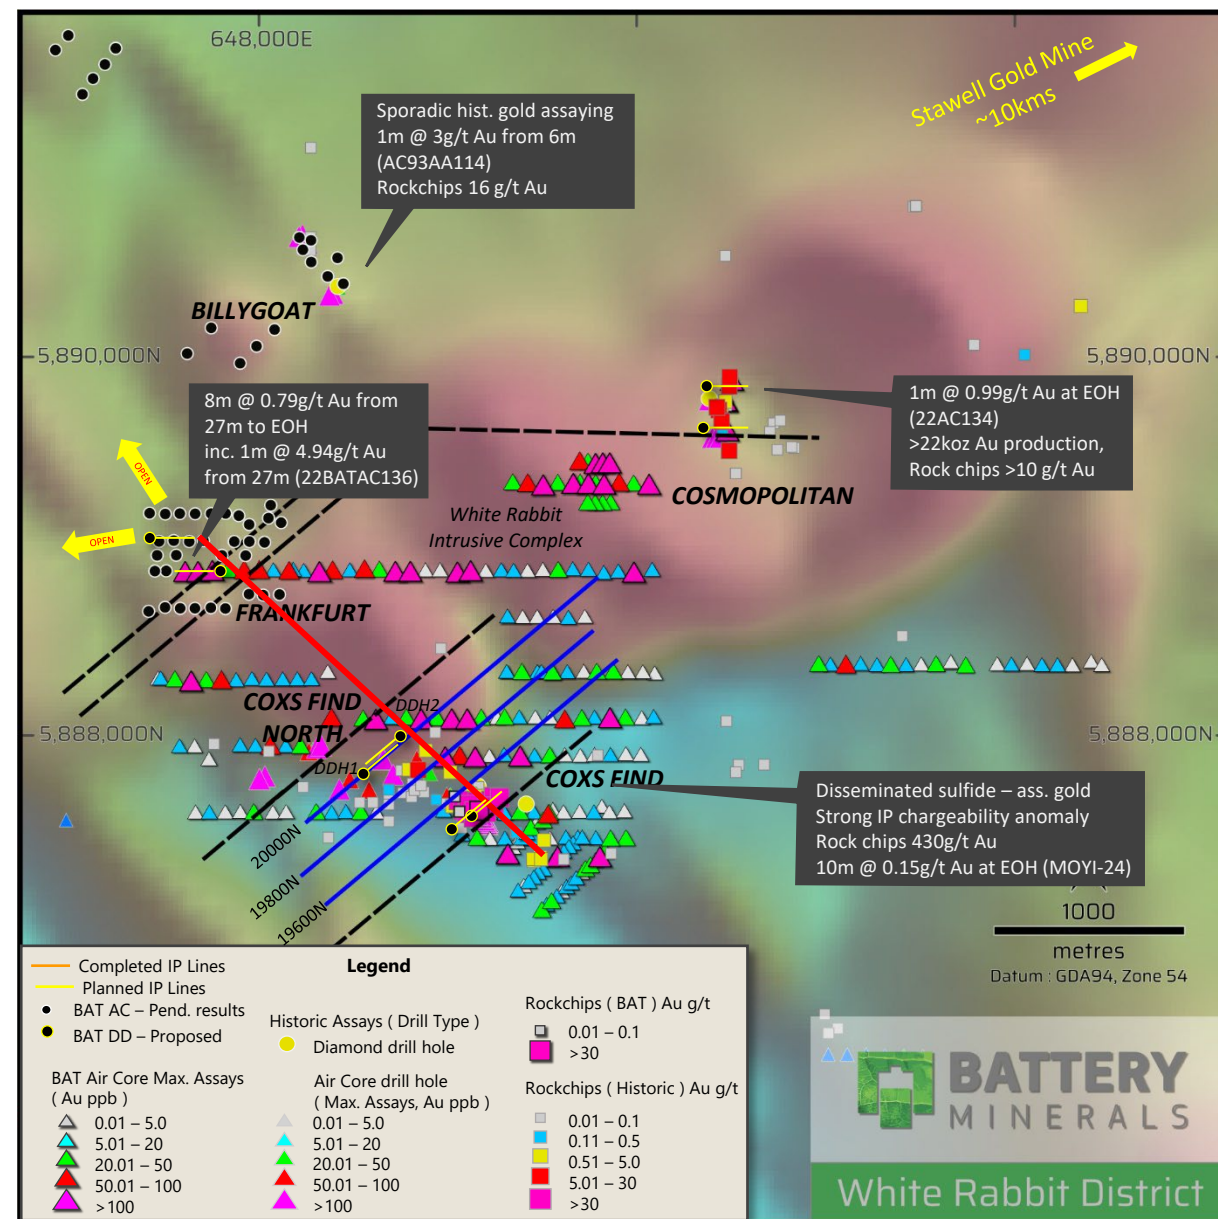 648,000E
Stawell Gold Mine
~10kms
Sporadic hist. gold assaying
1m @ 3g/t Au from 6m
(AC93AA114)
Rockchips 16 g/t Au
BILLYGOAT
5,890,000N
5,890,000N
8m @ 0.79g/t Au from
27m to EOH
inc. 1m @ 4.94g/t Au
from 27m (22BATAC136)
1m @ 0.99g/t Au at EOH
(22AC134)
>22koz Au production,
Rock chips >10 g/t Au
OPEN
OPEN
COSMOPOLITAN
White Rabbit
Intrusive Complex
FRANKFURT
COXS FIND
NORTH
DDH2
DDH1
5,888,000N
5,888,000N
COXS FIND
Disseminated sulfide – ass. gold
Strong IP chargeability anomaly
Rock chips 430g/t Au
10m @ 0.15g/t Au at EOH (MOYI-24)
20000N
19800N
19600N
1000
metres
Datum : GDA94, Zone 54
Legend
Completed IP Lines
Planned IP Lines
BAT AC – Pend. results
BAT DD – Proposed
BAT Air Core Max. Assays
( Au ppb )
0.01 – 5.0
5.01 – 20
20.01 – 50
50.01 – 100
>100
Historic Assays ( Drill Type )
Diamond drill hole
Air Core drill hole
( Max. Assays, Au ppb )
0.01 – 5.0
5.01 – 20
20.01 – 50
50.01 – 100
>100
Rockchips ( BAT ) Au g/t
0.01 – 0.1
>30
Rockchips ( Historic ) Au g/t
0.01 – 0.1
0.11 – 0.5
0.51 – 5.0
5.01 – 30
>30
BATTERY
MINERALS
White Rabbit District